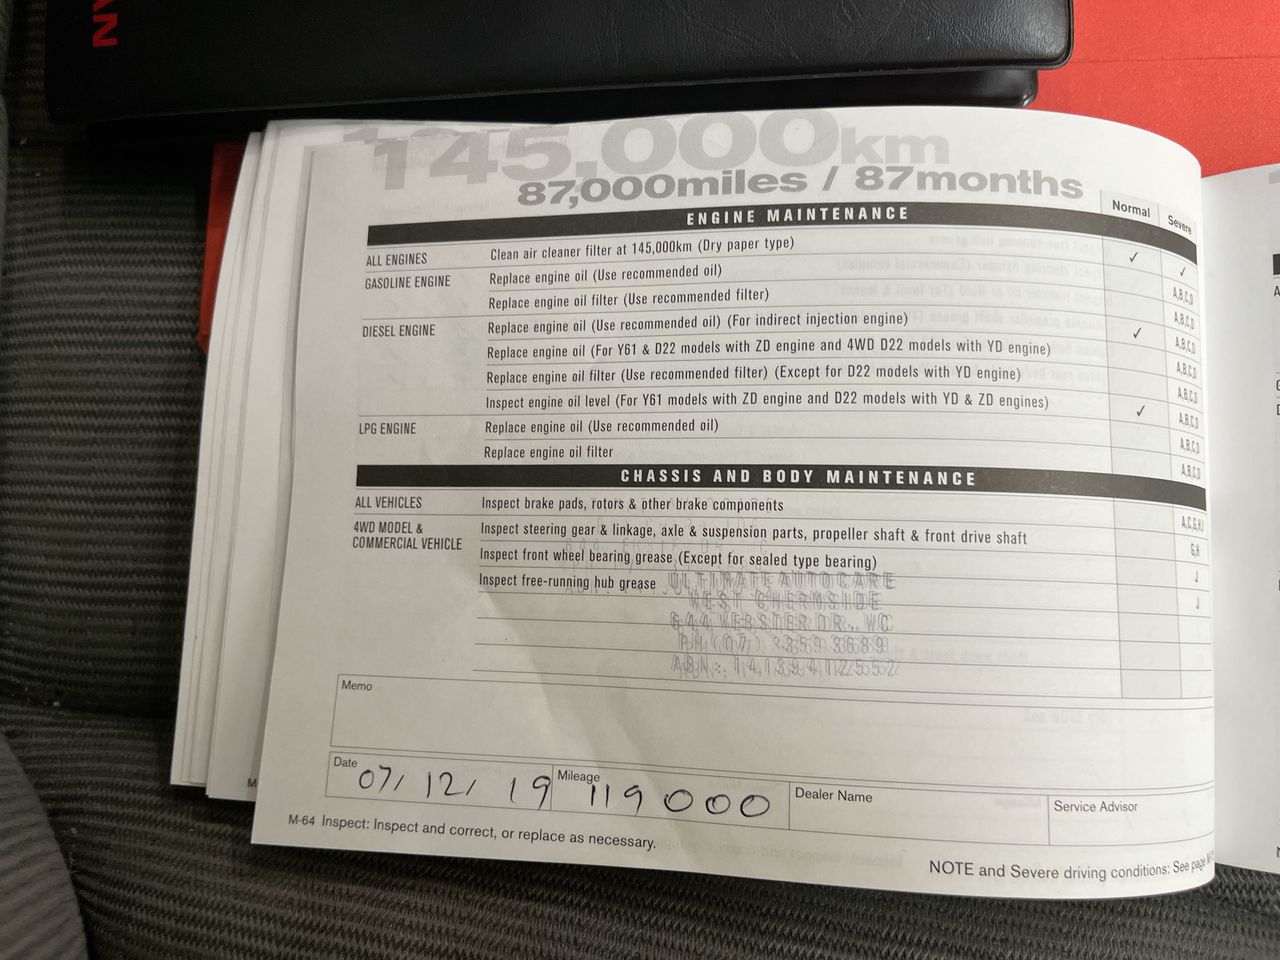 AN
145,000km
87,000miles / 87months
Normal Severe
ENGINE MAINTENANCE
ALL ENGINES Clean air cleaner filter at 145,000km (Dry paper type) ✓ ✓
GASOLINE ENGINE Replace engine oil (Use recommended oil) A,B,C,D
Replace engine oil filter (Use recommended filter) A,B,C,D
DIESEL ENGINE Replace engine oil (Use recommended oil) (For indirect injection engine) ✓ A,B,C,D
Replace engine oil (For Y61 & D22 models with ZD engine and 4WD D22 models with YD engine) A,B,C,D
Replace engine oil filter (Use recommended filter) (Except for D22 models with YD engine) A,B,C,D
Inspect engine oil level (For Y61 models with ZD engine and D22 models with YD & ZD engines) ✓ A,B,C,D
LPG ENGINE Replace engine oil (Use recommended oil) A,B,C,D
Replace engine oil filter A,B,C,D
CHASSIS AND BODY MAINTENANCE
ALL VEHICLES Inspect brake pads, rotors & other brake components A,C,G,H,I
4WD MODEL & COMMERCIAL VEHICLE Inspect steering gear & linkage, axle & suspension parts, propeller shaft & front drive shaft G,H
Inspect front wheel bearing grease (Except for sealed type bearing) J
Inspect free-running hub grease J
ULTIMATE AUTOCARE
WEST CHERMSIDE
644 WEBSTER DR., WC
PH (07) 3359 3689
ABN: 14139412552
Memo
Date 07/12/19 Mileage 119000 Dealer Name Service Advisor
M-64 Inspect: Inspect and correct, or replace as necessary.
NOTE and Severe driving conditions: See page